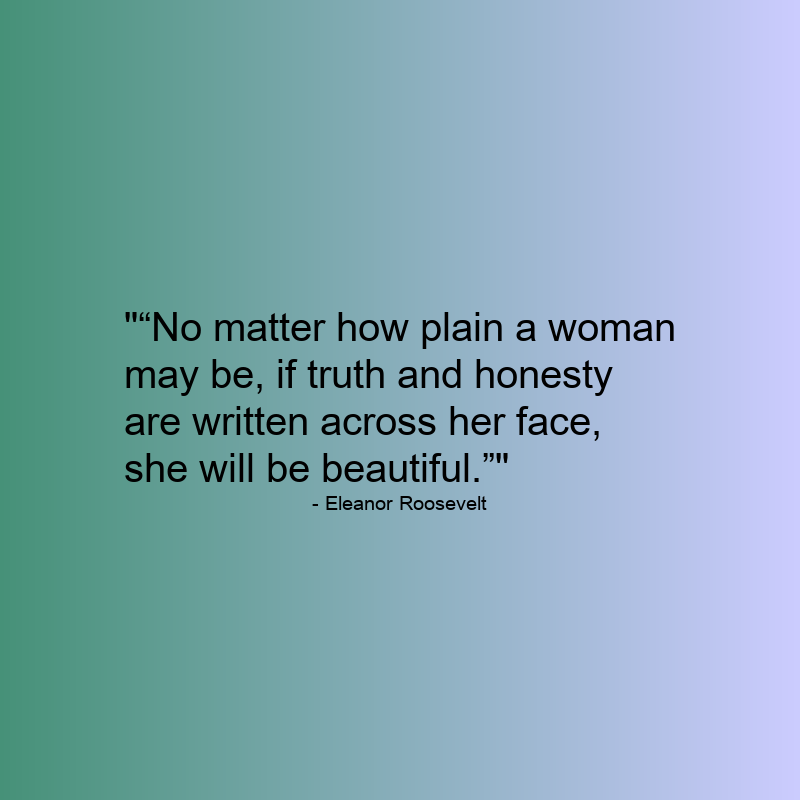 "“No matter how plain a woman
may be, if truth and honesty
are written across her face,
she will be beautiful.”"
- Eleanor Roosevelt